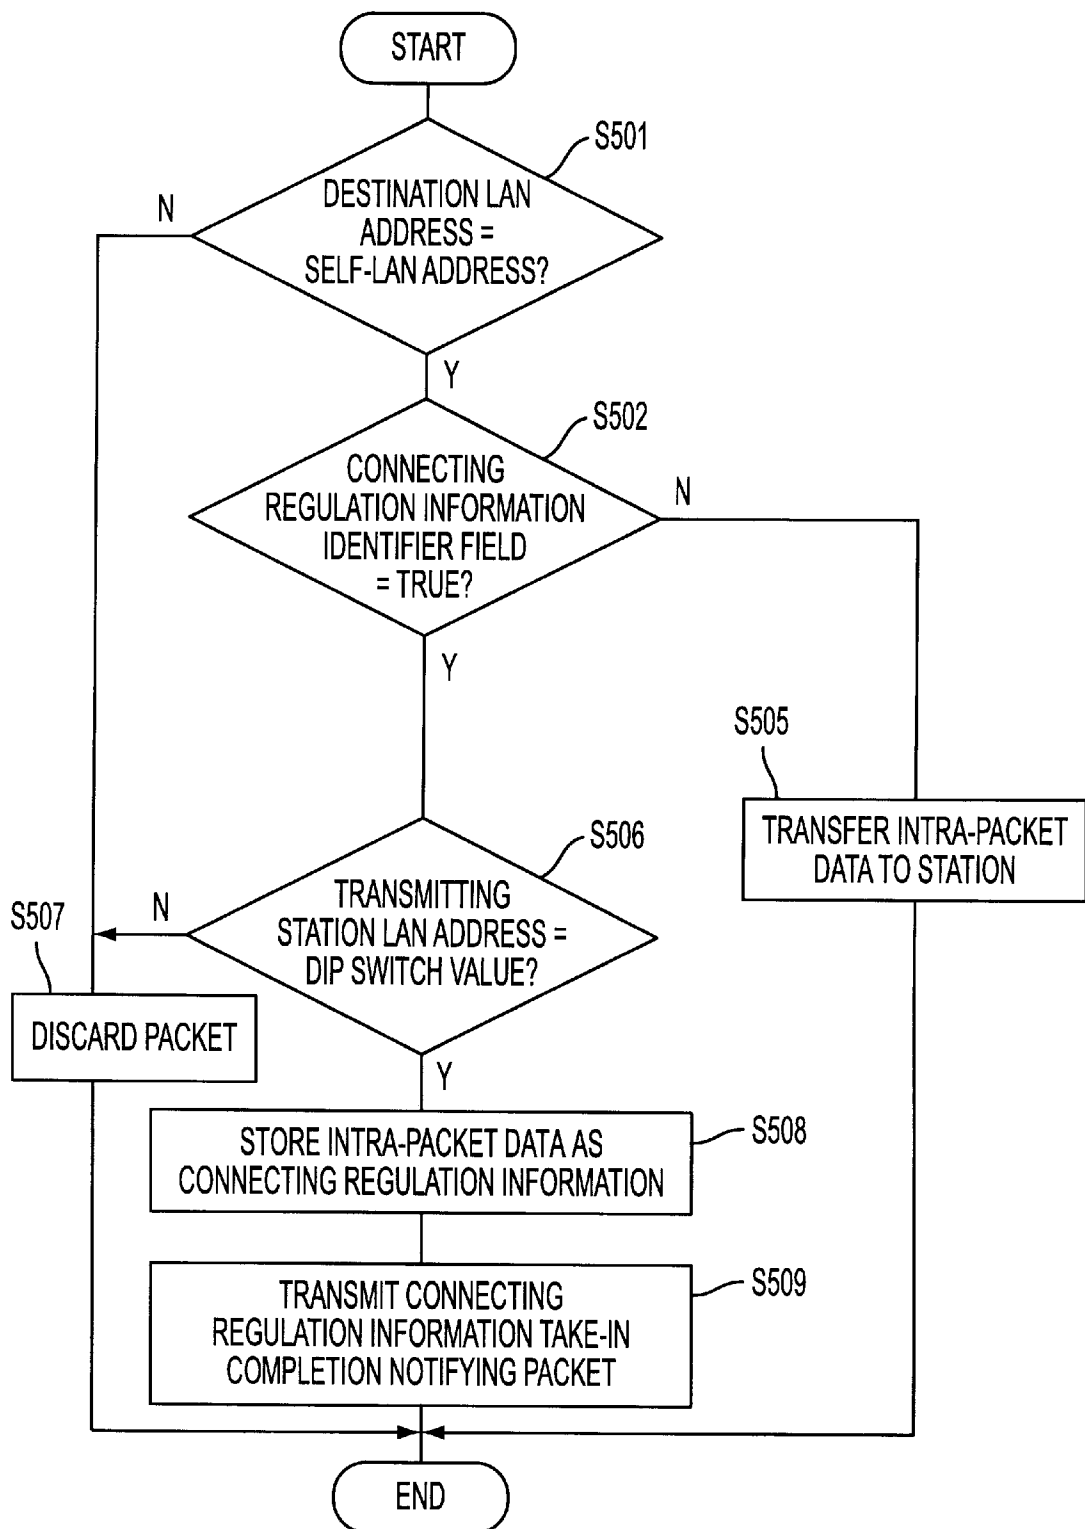 START
S501
DESTINATION LAN
ADDRESS =
SELF-LAN ADDRESS?
N
Y
S502
CONNECTING
REGULATION INFORMATION
IDENTIFIER FIELD
= TRUE?
N
Y
S505
TRANSFER INTRA-PACKET
DATA TO STATION
S506
TRANSMITTING
STATION LAN ADDRESS =
DIP SWITCH VALUE?
N
S507
DISCARD PACKET
Y
S508
STORE INTRA-PACKET DATA AS
CONNECTING REGULATION INFORMATION
S509
TRANSMIT CONNECTING
REGULATION INFORMATION TAKE-IN
COMPLETION NOTIFYING PACKET
END